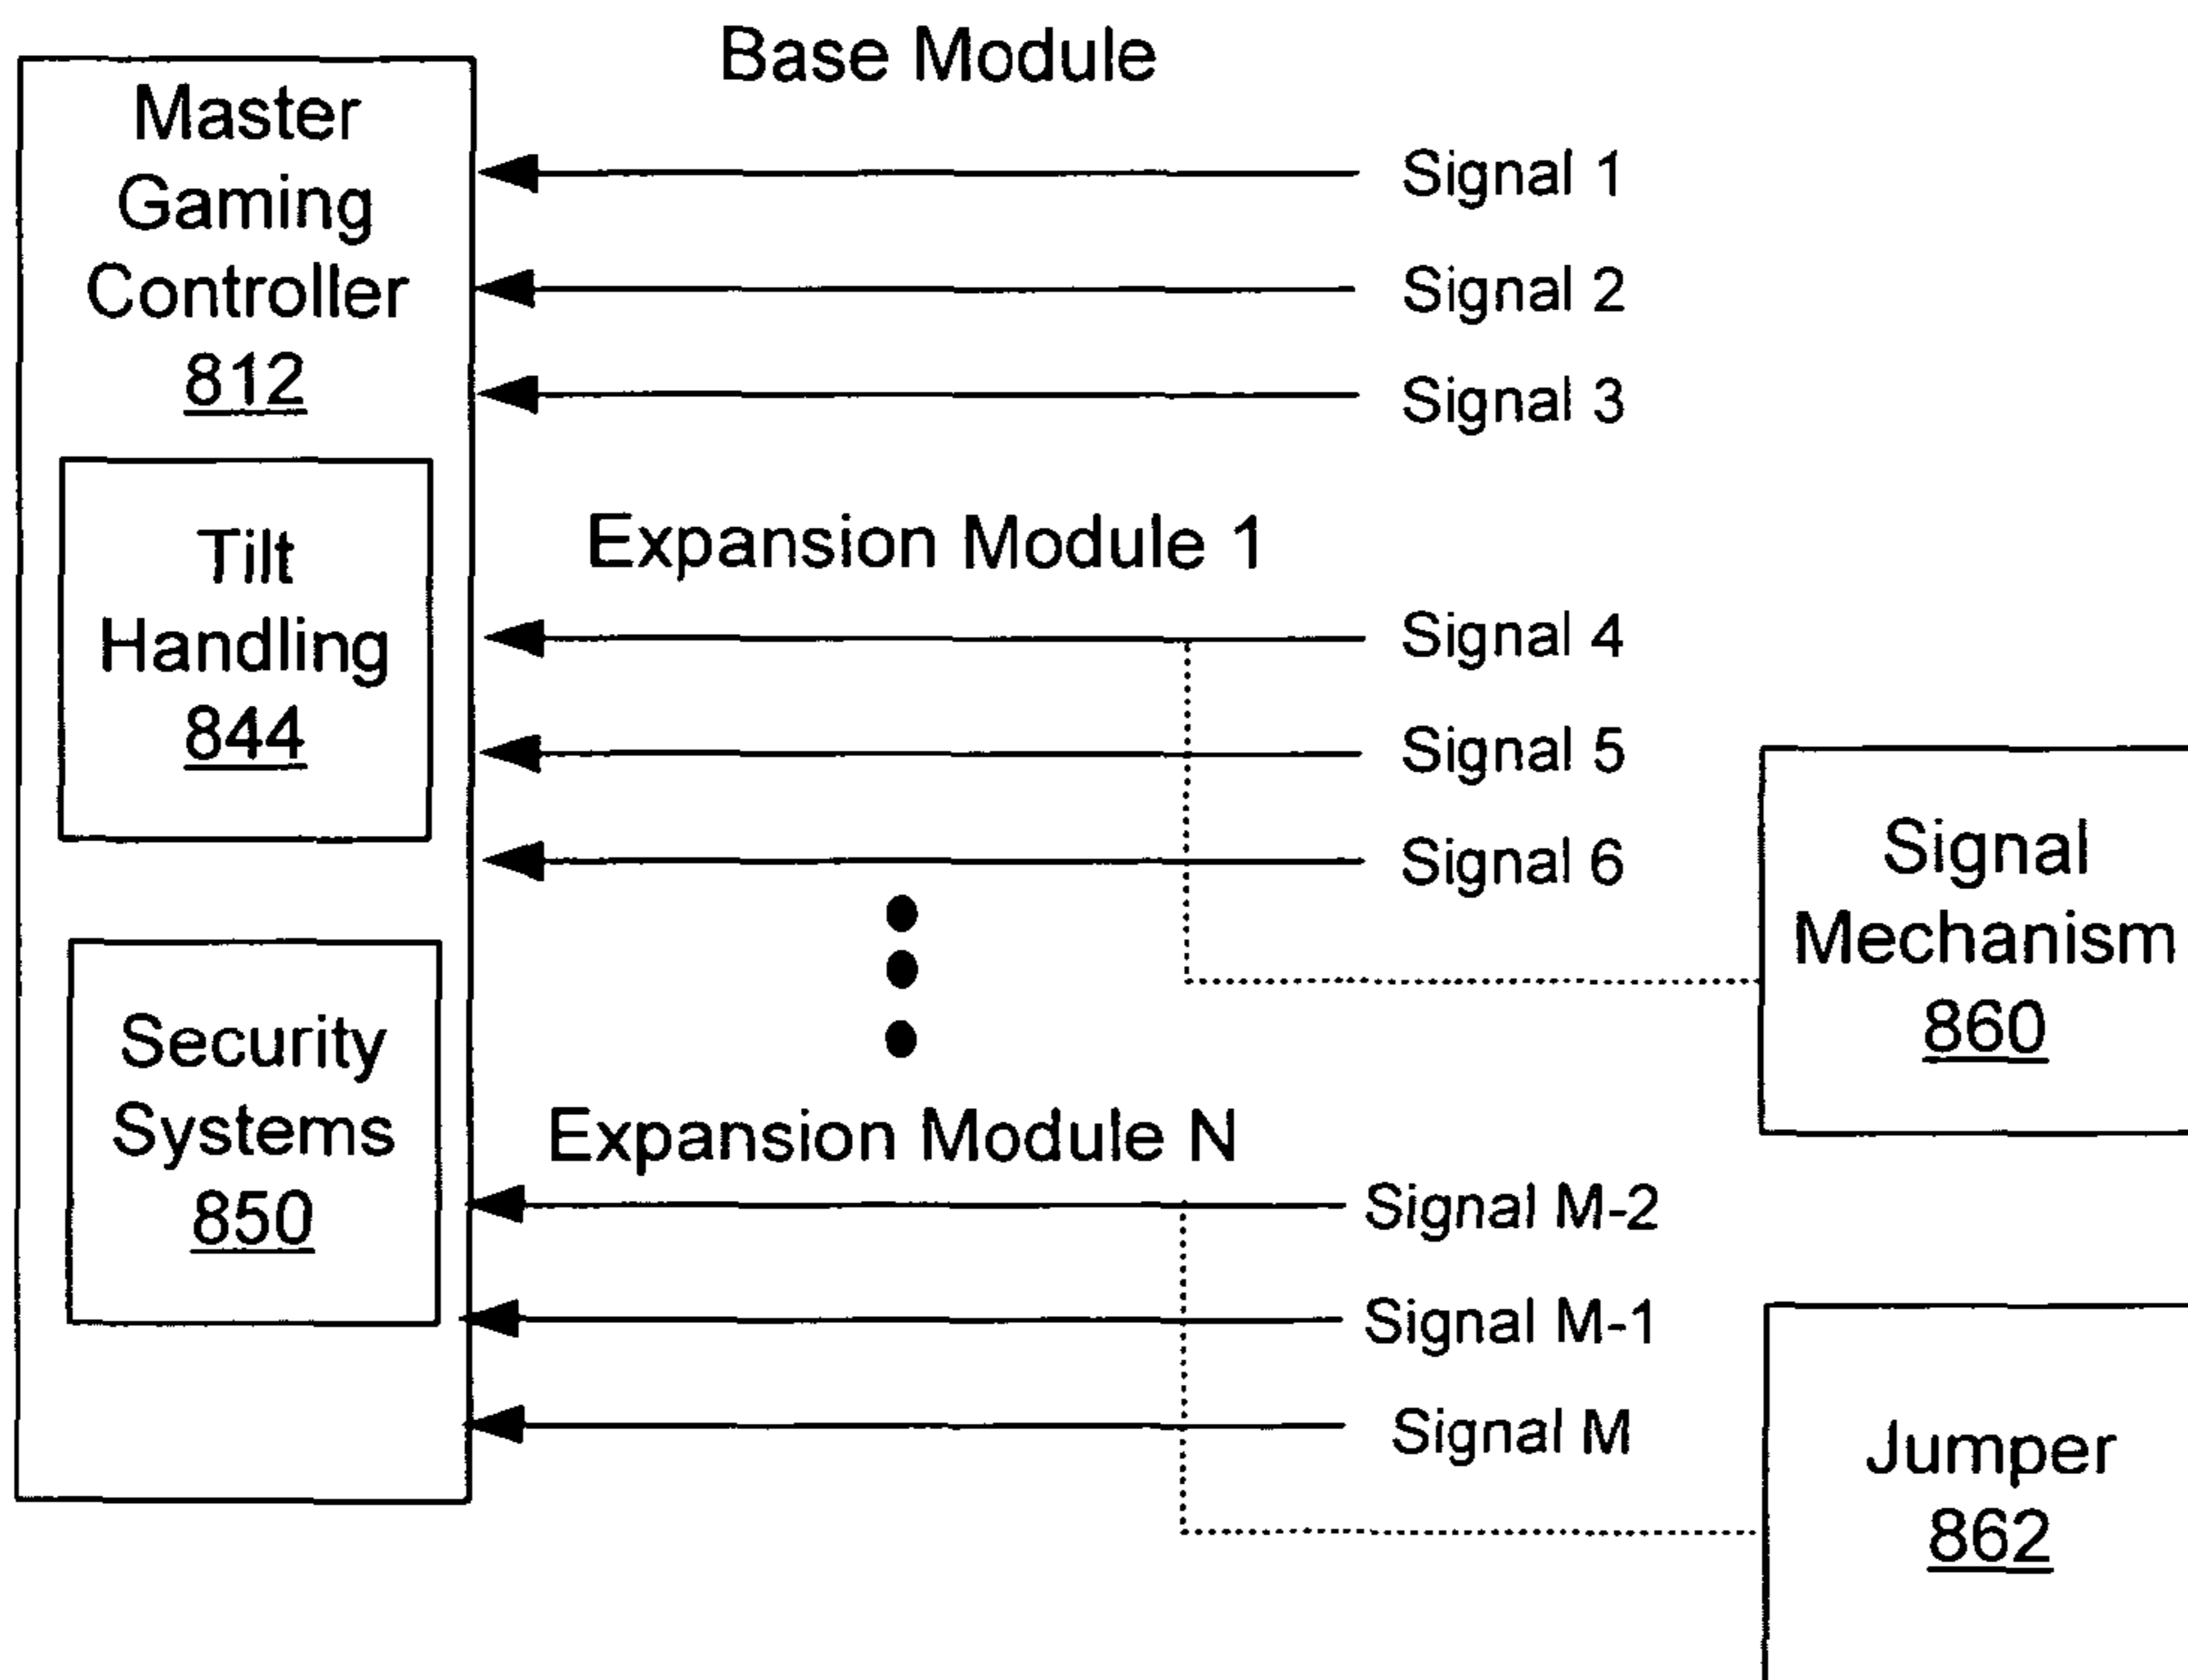 Base Module
Master
Gaming
Controller
812
Signal 1
Signal 2
Signal 3
Tilt
Handling
844
Expansion Module 1
Signal 4
Signal 5
Signal 6
Signal
Mechanism
860
Security
Systems
850
Expansion Module N
Signal M-2
Signal M-1
Signal M
Jumper
862